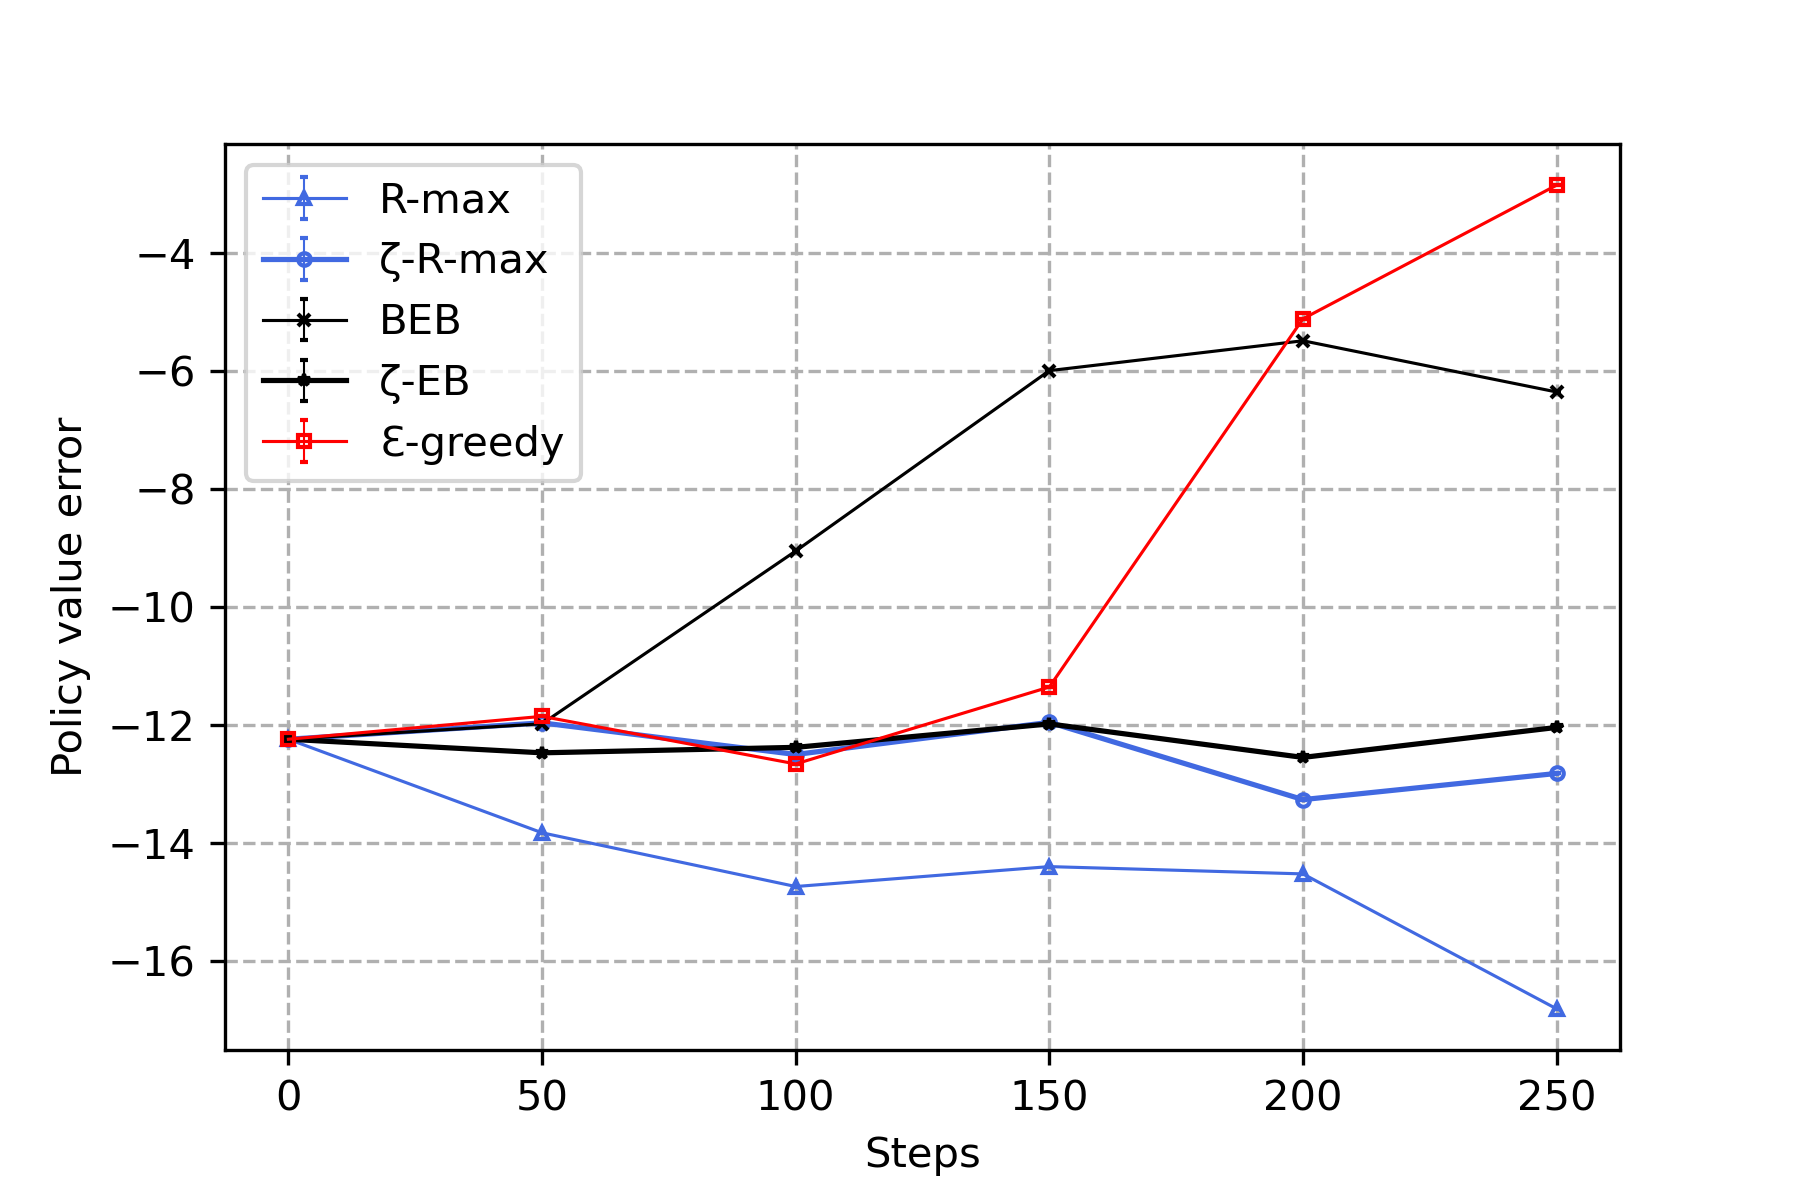 R-max
ζ-R-max
BEB
ζ-EB
Ɛ-greedy
−4
−6
−8
−10
−12
−14
−16
Policy value error
0 50 100 150 200 250
Steps